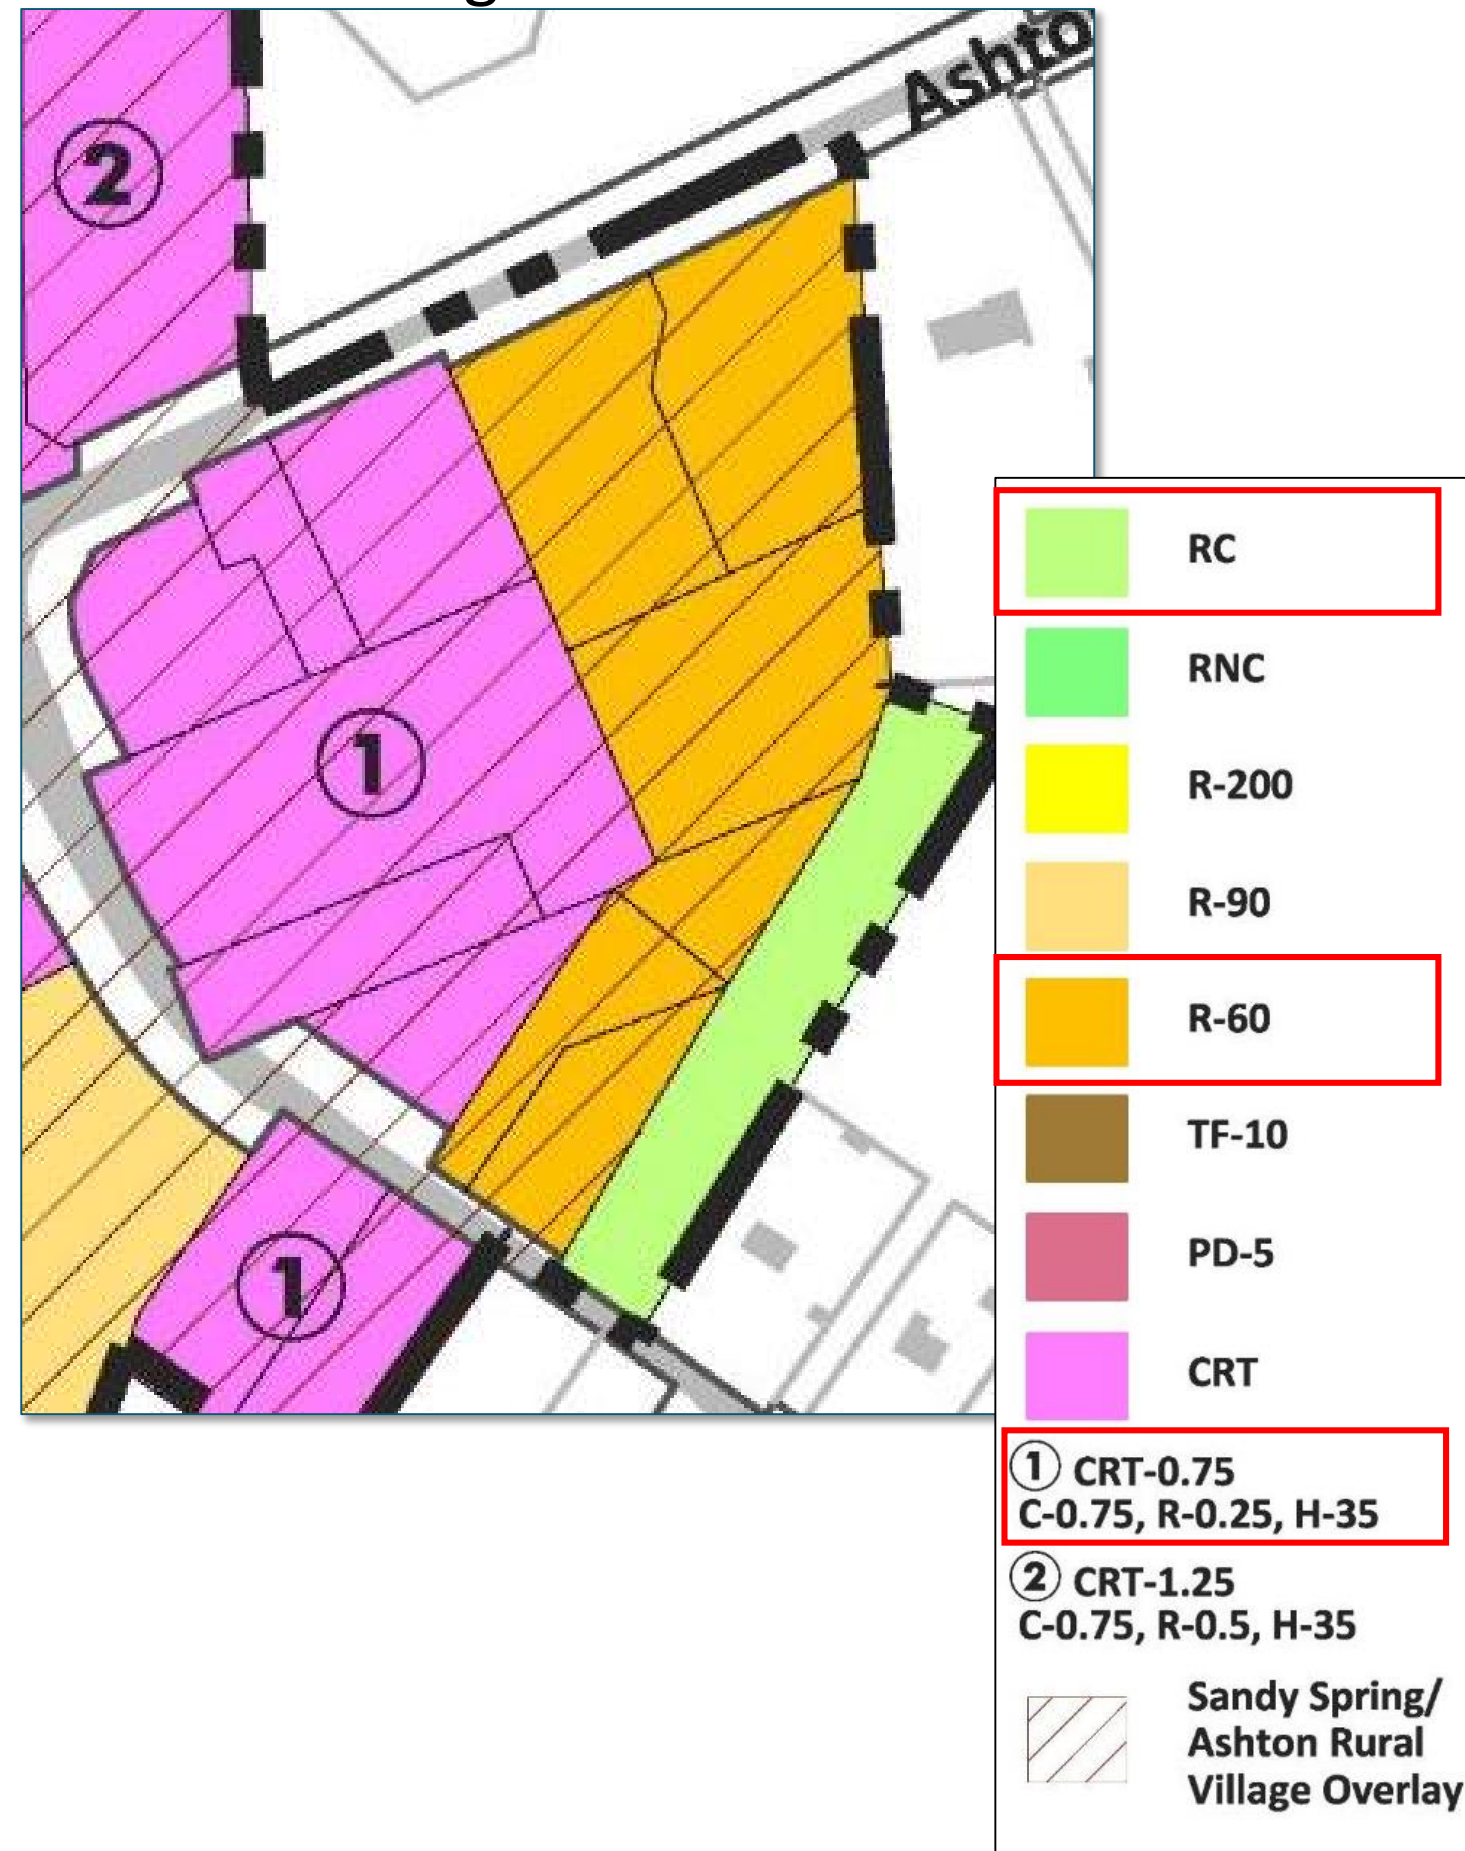 2
Ashto
1
1
RC
RNC
R-200
R-90
R-60
TF-10
PD-5
CRT
1 CRT-0.75
C-0.75, R-0.25, H-35
2 CRT-1.25
C-0.75, R-0.5, H-35
Sandy Spring/
Ashton Rural
Village Overlay